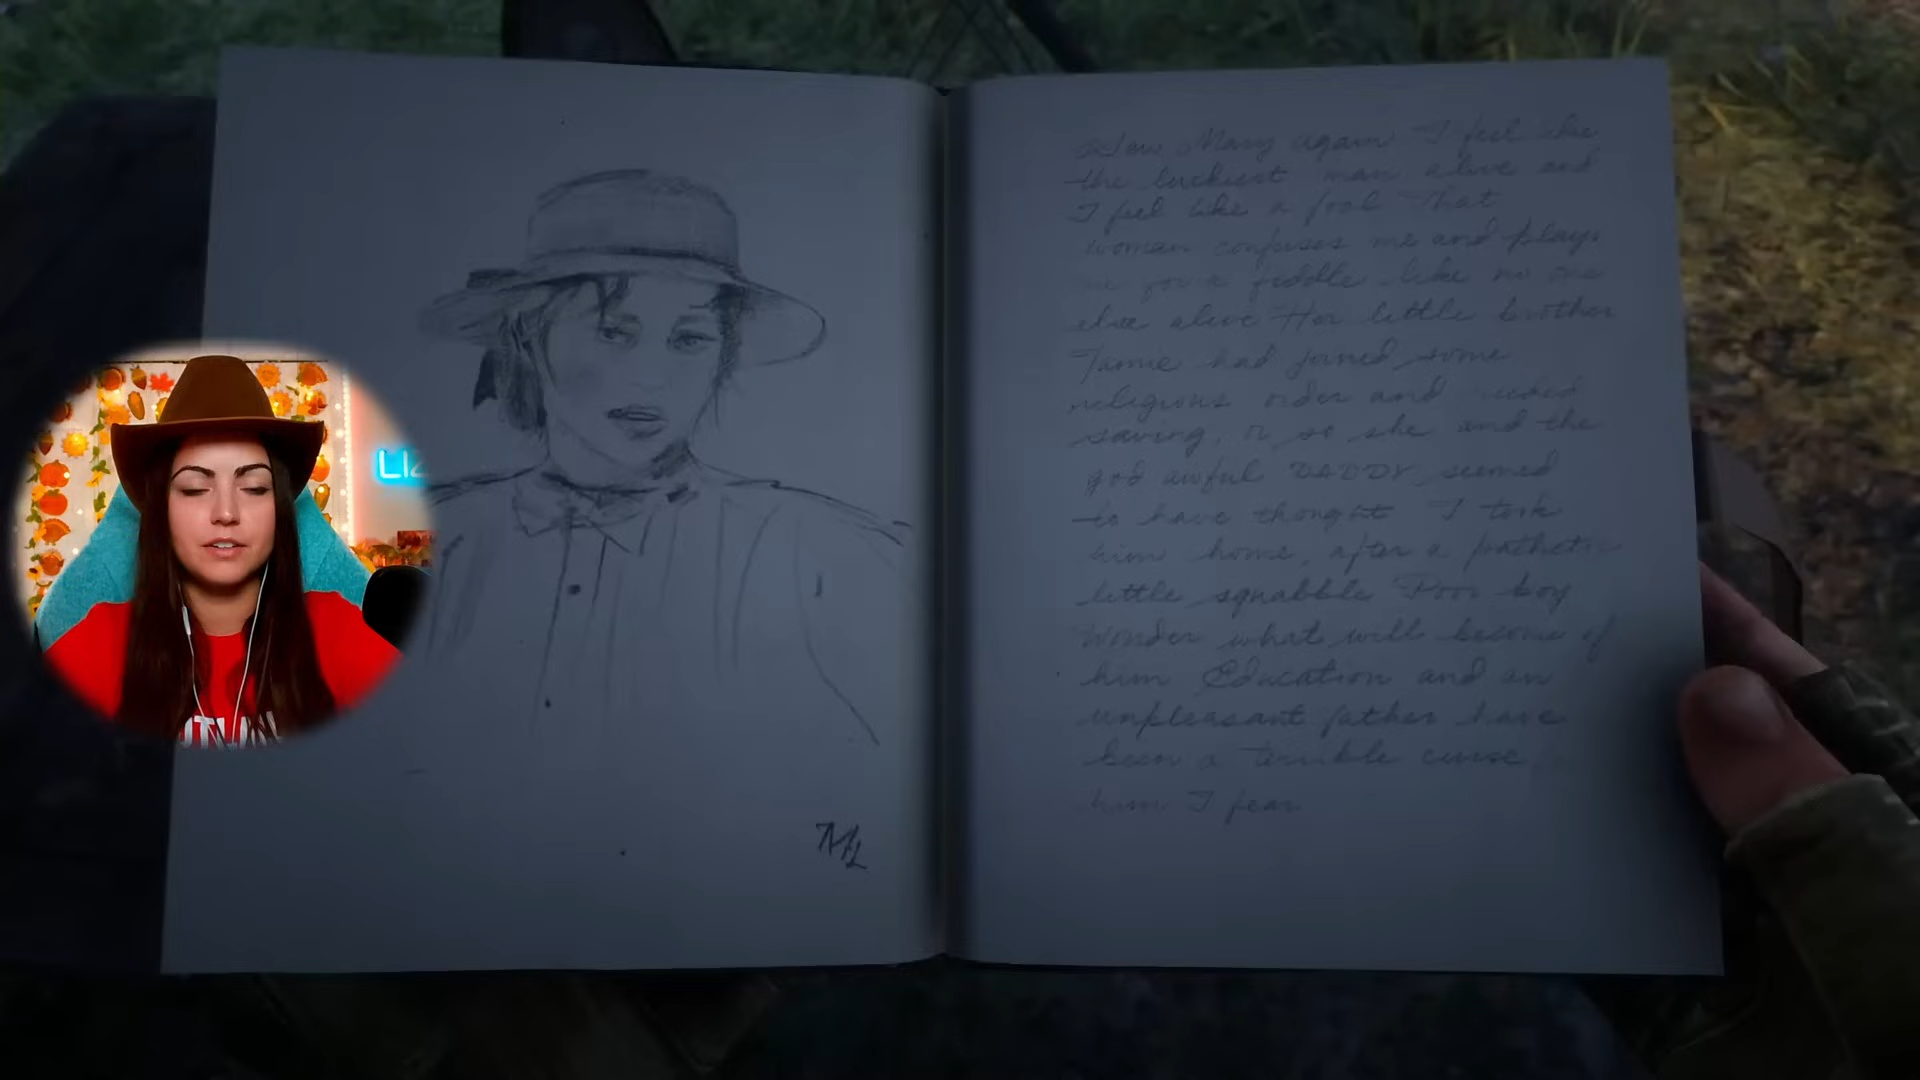 LIZ
OTLAN
ML
Saw Mary again I feel like
the luckiest man alive and
I feel like a fool That
woman confuses me and plays
me for a fiddle like no one
else alive Her little brother
Jamie had joined some
religious order and needed
saving, or so she and the
god awful DADDY, seemed
to have thought I took
him home, after a pathetic
little squabble Poor boy
Wonder what will become of
him Education and an
unpleasant father have
been a terrible curse
him I fear